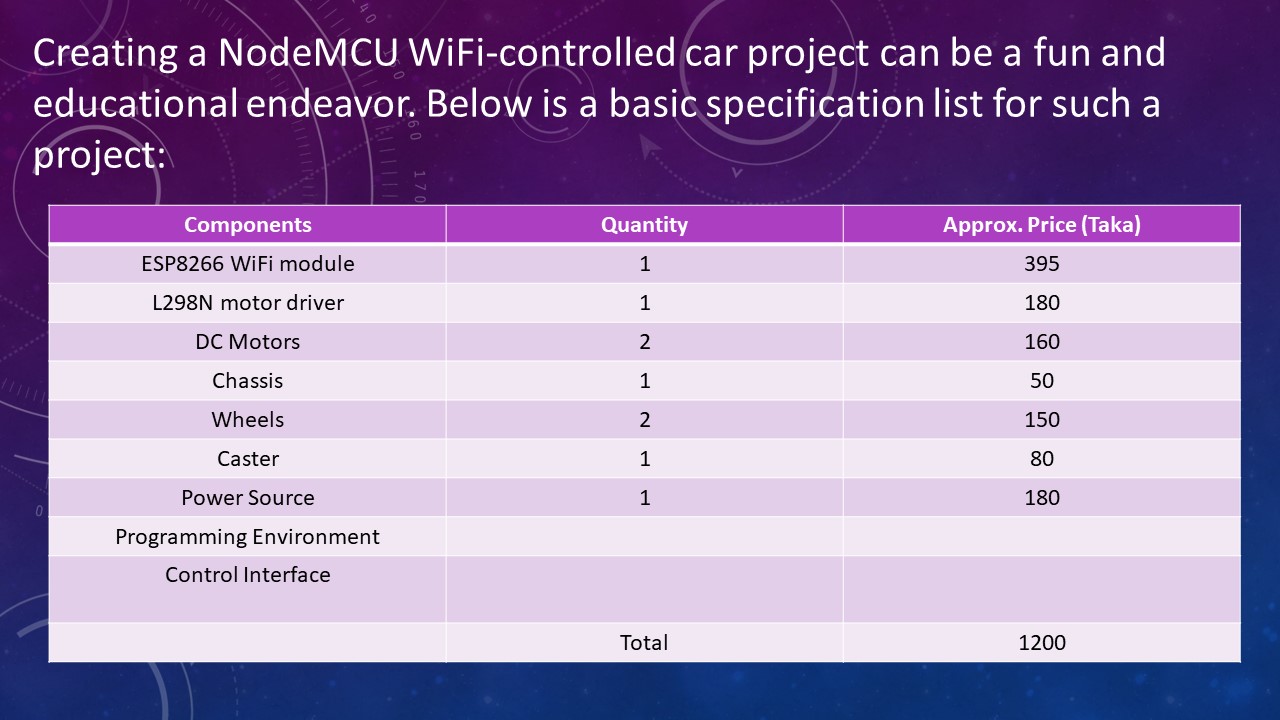 Creating a NodeMCU WiFi-controlled car project can be a fun and
educational endeavor. Below is a basic specification list for such a
project:
Components Quantity Approx. Price (Taka)
ESP8266 WiFi module 1 395
L298N motor driver 1 180
DC Motors 2 160
Chassis 1 50
Wheels 2 150
Caster 1 80
Power Source 1 180
Programming Environment
Control Interface
Total 1200
170